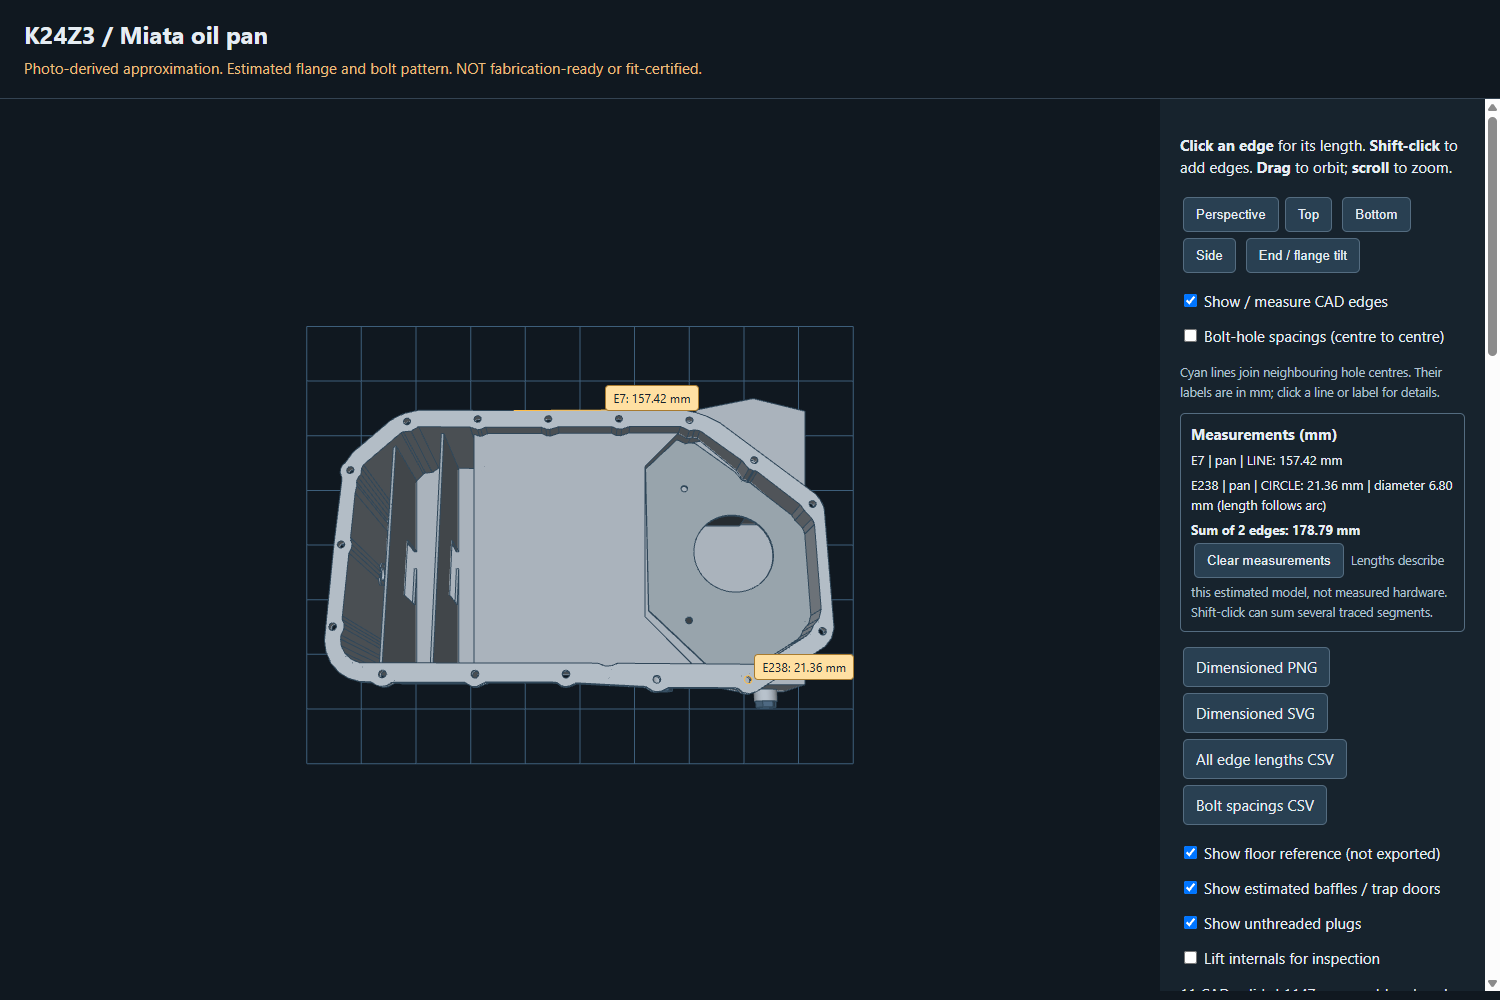 K24Z3 / Miata oil pan
Photo-derived approximation. Estimated flange and bolt pattern. NOT fabrication-ready or fit-certified.
E7: 157.42 mm
E238: 21.36 mm
Click an edge for its length. Shift-click to
add edges. Drag to orbit; scroll to zoom.
Perspective
Top
Bottom
Side
End / flange tilt
Show / measure CAD edges
Bolt-hole spacings (centre to centre)
Cyan lines join neighbouring hole centres. Their
labels are in mm; click a line or label for details.
Measurements (mm)
E7 | pan | LINE: 157.42 mm
E238 | pan | CIRCLE: 21.36 mm | diameter 6.80
mm (length follows arc)
Sum of 2 edges: 178.79 mm
Clear measurements
Lengths describe
this estimated model, not measured hardware.
Shift-click can sum several traced segments.
Dimensioned PNG
Dimensioned SVG
All edge lengths CSV
Bolt spacings CSV
Show floor reference (not exported)
Show estimated baffles / trap doors
Show unthreaded plugs
Lift internals for inspection